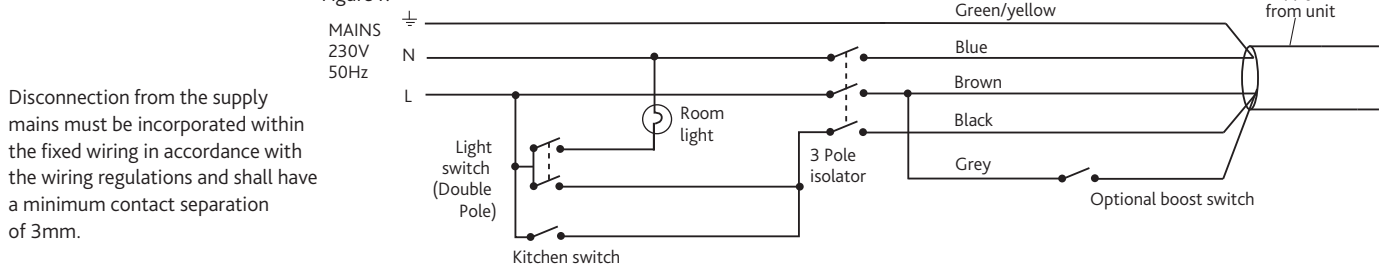 Disconnection from the supply
mains must be incorporated within
the fixed wiring in accordance with
the wiring regulations and shall have
a minimum contact separation
of 3mm.
MAINS
230V
50Hz
N
L
Green/yellow
from unit
Blue
Brown
Black
Grey
Room
light
Light
switch
(Double
Pole)
3 Pole
isolator
Optional boost switch
Kitchen switch